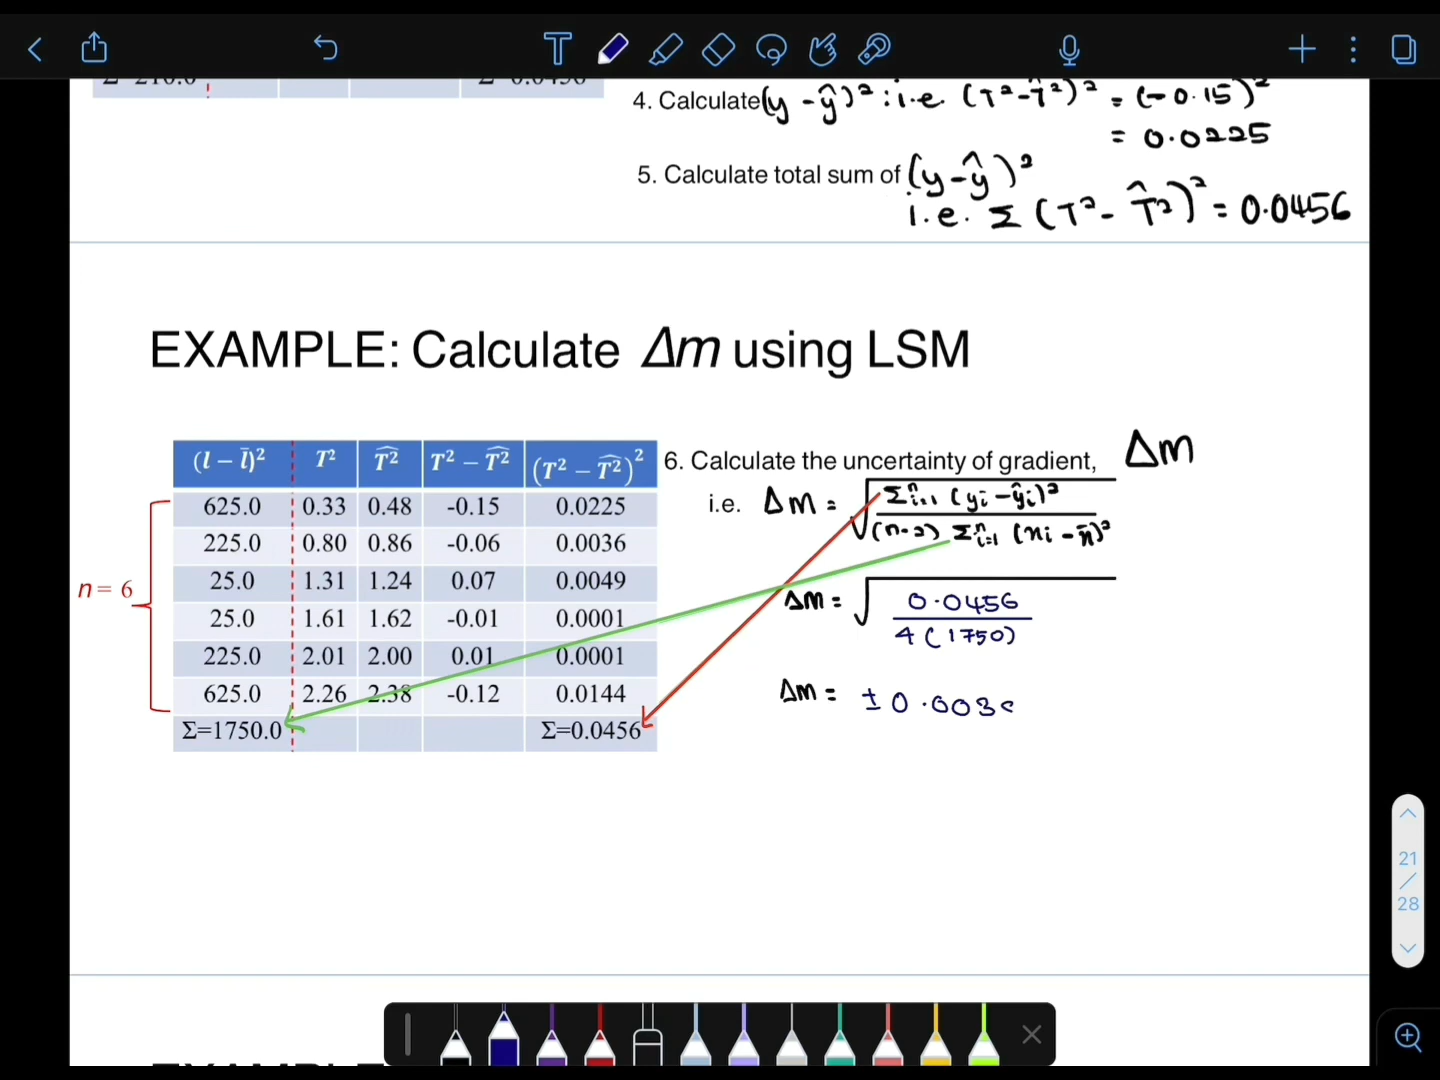 4. Calculate (y - ŷ)² : i.e. (T² - T̂²)² = (-0.15)²
= 0.0225
5. Calculate total sum of (y - ŷ)²
i.e. Σ (T² - T̂²)² = 0.0456
EXAMPLE: Calculate Δm using LSM
(l − l̄)² T² T̂² T² − T̂² (T² − T̂²)²
625.0 0.33 0.48 -0.15 0.0225
225.0 0.80 0.86 -0.06 0.0036
25.0 1.31 1.24 0.07 0.0049
25.0 1.61 1.62 -0.01 0.0001
225.0 2.01 2.00 0.01 0.0001
625.0 2.26 2.38 -0.12 0.0144
Σ=1750.0 Σ=0.0456
n = 6
6. Calculate the uncertainty of gradient, Δm
i.e. Δm = √ Σⁿᵢ₌₁ (yᵢ - ŷᵢ)²
(n-2) Σⁿᵢ₌₁ (xᵢ - x̄)²
Δm = √ 0.0456
4(1750)
Δm = ± 0.003
21
/
28